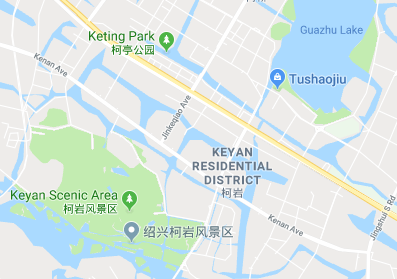 柯
Guazhu Lake
Keting Park
柯亭公园
Kenan Ave
Tushaojiu
Jinkeqiao Ave
KEYAN
RESIDENTIAL
DISTRICT
柯岩
Keyan Scenic Area
柯岩风景区
绍兴柯岩风景区
Kenan Ave
Jingshui S Rd